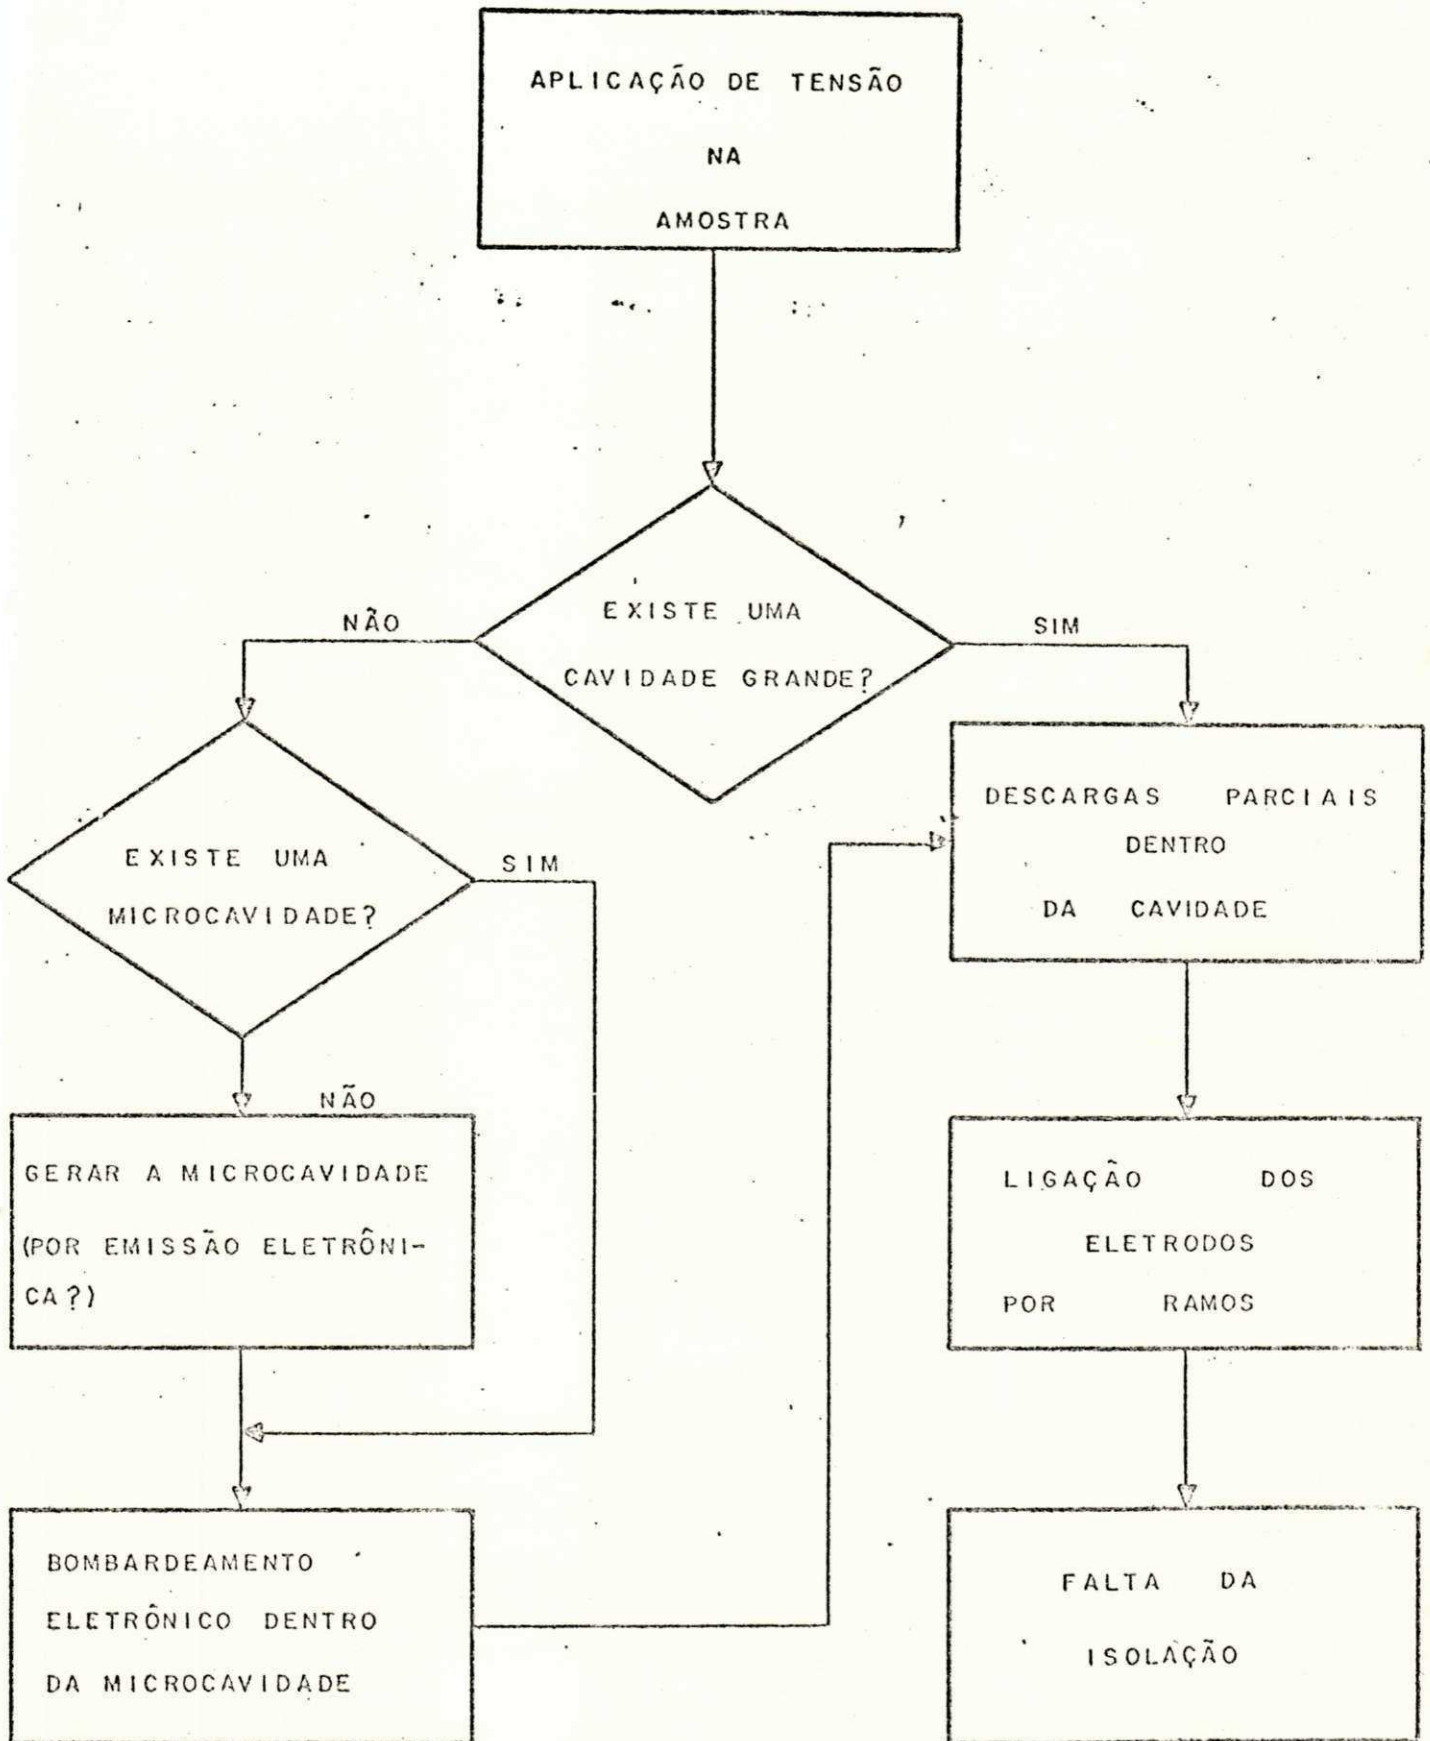 APLICAÇÃO DE TENSÃO
NA
AMOSTRA
EXISTE UMA
CAVIDADE GRANDE?
NÃO
SIM
EXISTE UMA
MICROCAVIDADE?
SIM
NÃO
GERAR A MICROCAVIDADE
(POR EMISSÃO ELETRÔNI-
CA?)
BOMBARDEAMENTO
ELETRÔNICO DENTRO
DA MICROCAVIDADE
DESCARGAS PARCIAIS
DENTRO
DA CAVIDADE
LIGAÇÃO DOS
ELETRODOS
POR RAMOS
FALTA DA
ISOLAÇÃO